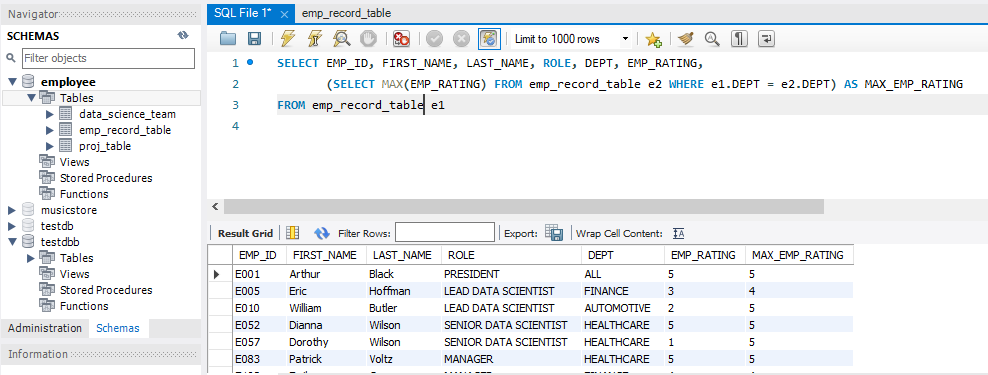 Navigator
SCHEMAS
Filter objects
employee
Tables
data_science_team
emp_record_table
proj_table
Views
Stored Procedures
Functions
musicstore
testdb
testdbb
Tables
Views
Stored Procedures
Functions
Administration Schemas
Information
SQL File 1* × emp_record_table
Limit to 1000 rows
1 SELECT EMP_ID, FIRST_NAME, LAST_NAME, ROLE, DEPT, EMP_RATING,
2 (SELECT MAX(EMP_RATING) FROM emp_record_table e2 WHERE e1.DEPT = e2.DEPT) AS MAX_EMP_RATING
3 FROM emp_record_table e1
4
Result Grid Filter Rows: Export: Wrap Cell Content:
EMP_ID FIRST_NAME LAST_NAME ROLE DEPT EMP_RATING MAX_EMP_RATING
E001 Arthur Black PRESIDENT ALL 5 5
E005 Eric Hoffman LEAD DATA SCIENTIST FINANCE 3 4
E010 William Butler LEAD DATA SCIENTIST AUTOMOTIVE 2 5
E052 Dianna Wilson SENIOR DATA SCIENTIST HEALTHCARE 5 5
E057 Dorothy Wilson SENIOR DATA SCIENTIST HEALTHCARE 1 5
E083 Patrick Voltz MANAGER HEALTHCARE 5 5